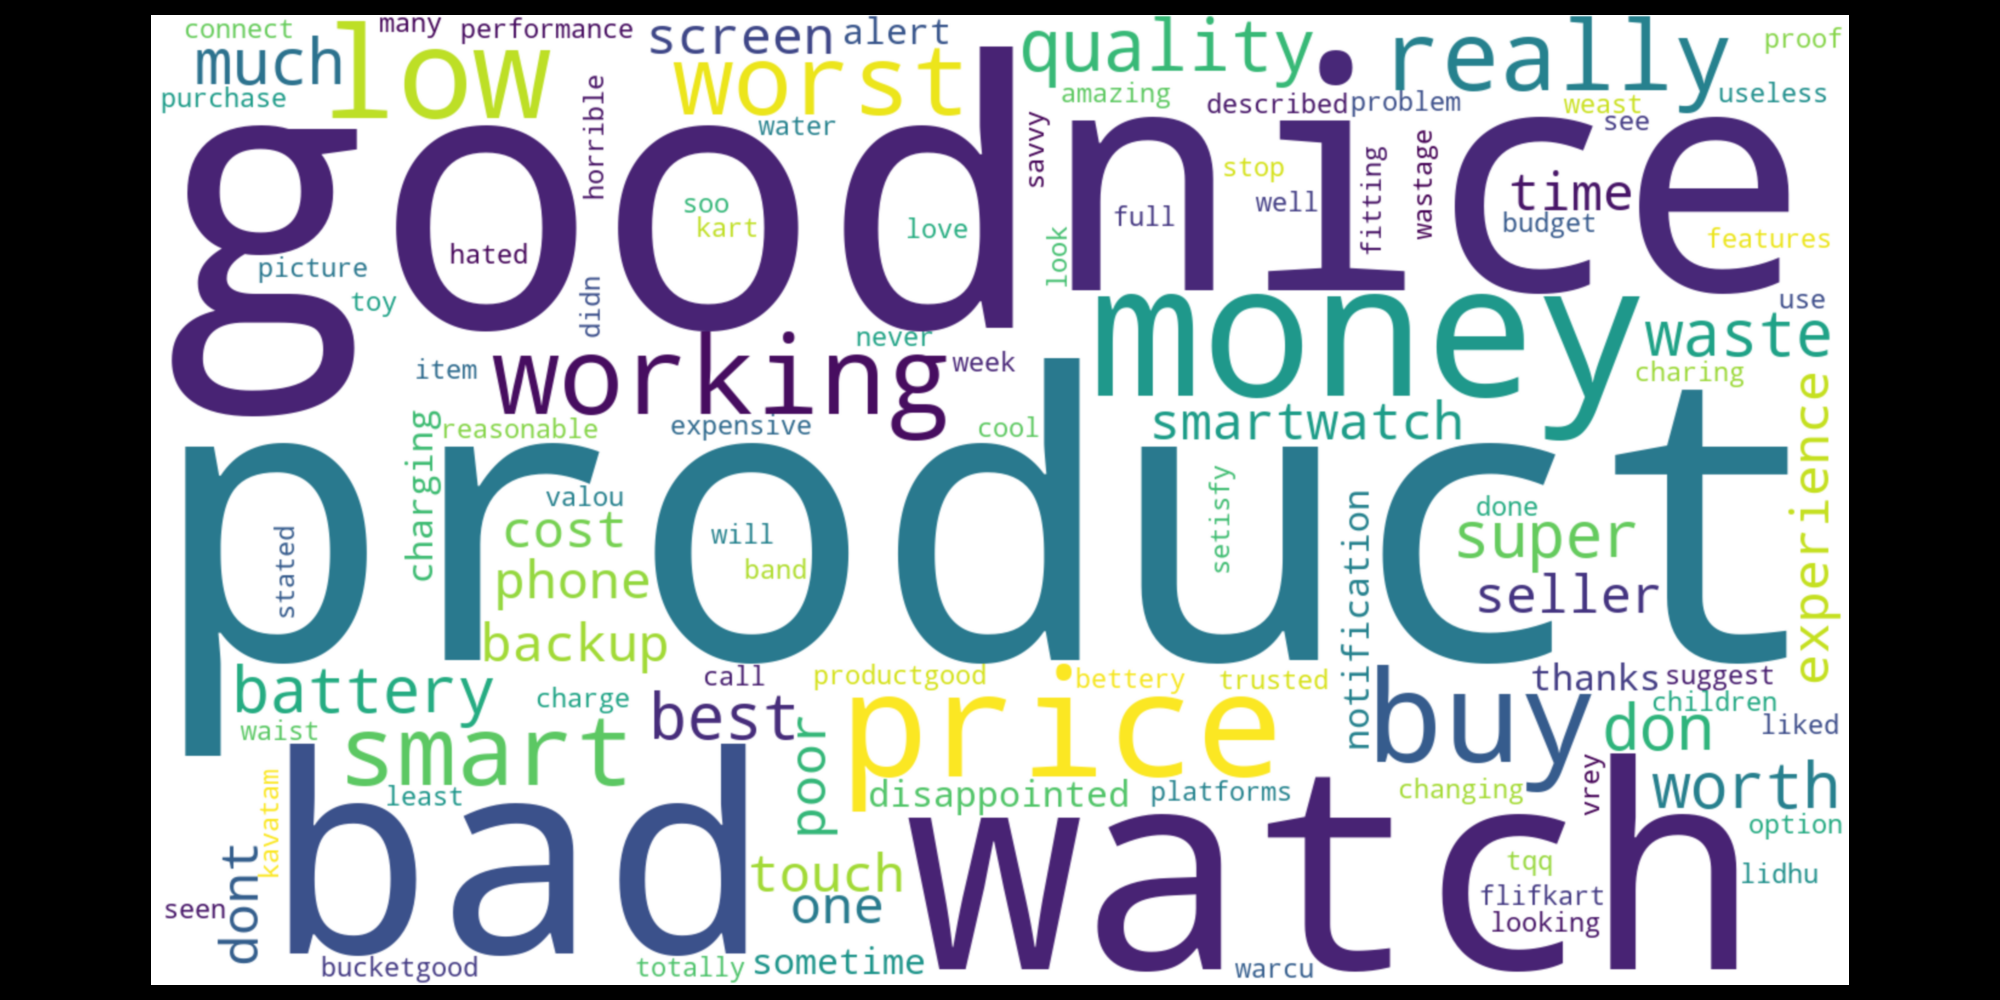 connect
many
performance
screen
alert
quality
really
proof
much
low
worst
purchase
amazing
described
problem
weast
useless
horrible
water
savvy
see
good
nice
stop
fitting
wastage
time
soo
kart
love
full
well
budget
hated
look
features
picture
toy
didn
money
use
never
waste
item
working
week
charing
charging
reasonable
expensive
cool
smartwatch
experience
product
valou
cost
will
setisfy
notification
done
super
stated
phone
band
seller
backup
battery
call
productgood
bettery
trusted
thanks
suggest
charge
best
price
buy
children
waist
smart
poor
don
liked
kavatam
least
disappointed
platforms
changing
vrey
worth
dont
bad
watch
option
touch
tqq
lidhu
seen
one
flifkart
looking
bucketgood
totally
sometime
warcu